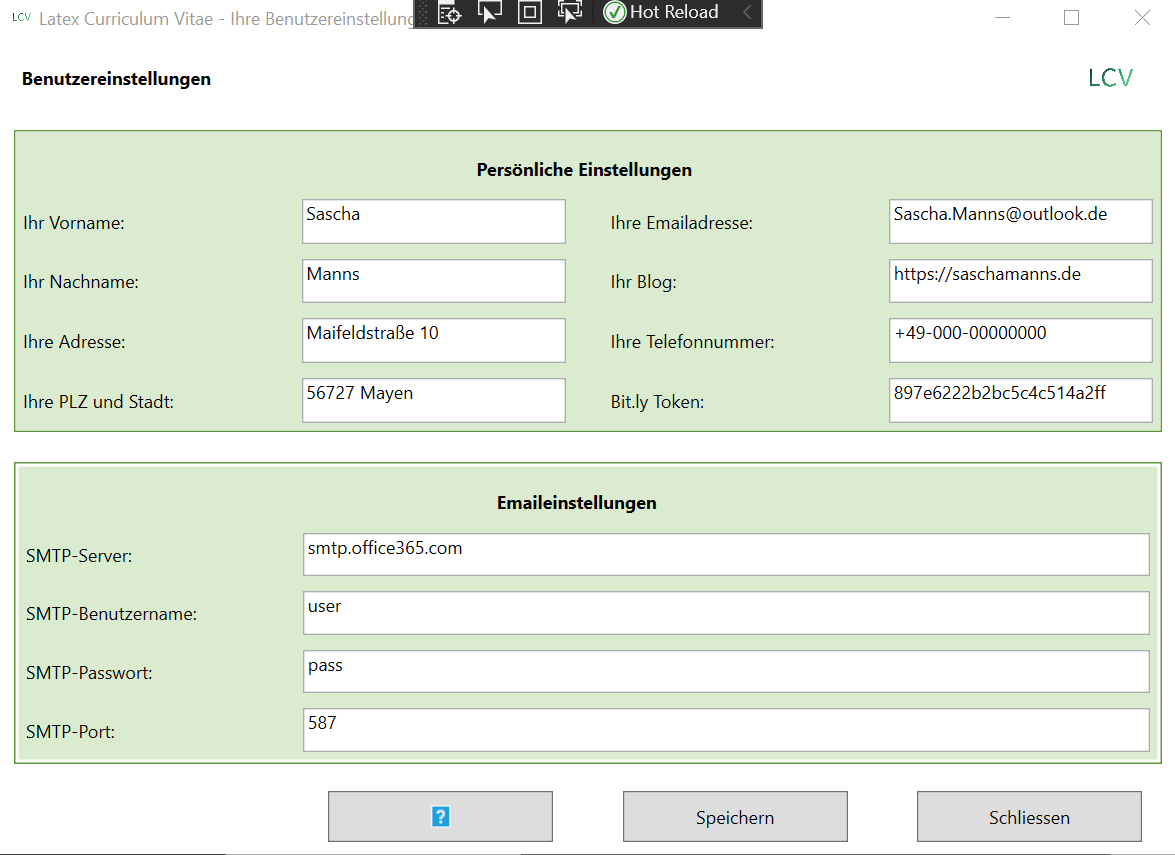 LCV Latex Curriculum Vitae - Ihre Benutzereinstellung
Hot Reload
Benutzereinstellungen
LCV
Persönliche Einstellungen
Ihr Vorname: Sascha Ihre Emailadresse: Sascha.Manns@outlook.de
Ihr Nachname: Manns Ihr Blog: https://saschamanns.de
Ihre Adresse: Maifeldstraße 10 Ihre Telefonnummer: +49-000-00000000
Ihre PLZ und Stadt: 56727 Mayen Bit.ly Token: 897e6222b2bc5c4c514a2ff
Emaileinstellungen
SMTP-Server: smtp.office365.com
SMTP-Benutzername: user
SMTP-Passwort: pass
SMTP-Port: 587
? Speichern Schliessen